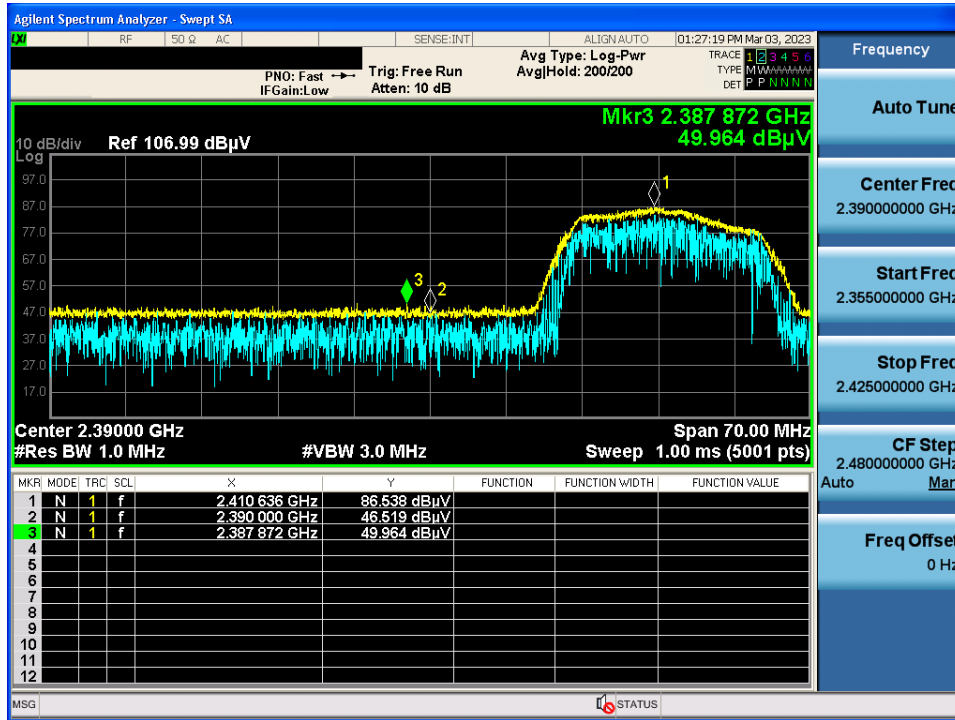 Agilent Spectrum Analyzer - Swept SA
LXI RF 50 Ω AC SENSE:INT ALIGN AUTO 01:27:19 PM Mar 03, 2023
PNO: Fast Trig: Free Run Avg Type: Log-Pwr TRACE 1 2 3 4 5 6
IFGain:Low Atten: 10 dB Avg|Hold: 200/200 TYPE M WWWWW
DET P P N N N N
Mkr3 2.387 872 GHz
49.964 dBµV
10 dB/div Ref 106.99 dBµV
Log
97.0
87.0
77.0
67.0
57.0
47.0
37.0
27.0
17.0
1
3
2
Center 2.39000 GHz Span 70.00 MHz
#Res BW 1.0 MHz #VBW 3.0 MHz Sweep 1.00 ms (5001 pts)
MKR MODE TRC SCL X Y FUNCTION FUNCTION WIDTH FUNCTION VALUE
1 N 1 f 2.410 636 GHz 86.538 dBµV
2 N 1 f 2.390 000 GHz 46.519 dBµV
3 N 1 f 2.387 872 GHz 49.964 dBµV
4
5
6
7
8
9
10
11
12
MSG STATUS
Frequency
Auto Tune
Center Freq
2.390000000 GHz
Start Freq
2.355000000 GHz
Stop Freq
2.425000000 GHz
CF Step
2.480000000 GHz
Auto Man
Freq Offset
0 Hz